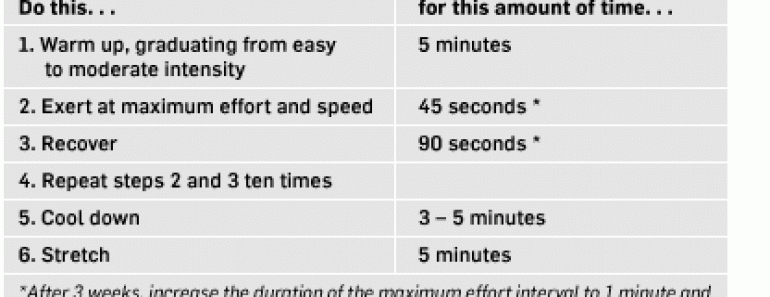 Do this. . .
for this amount of time. . .
1. Warm up, graduating from easy
to moderate intensity
5 minutes
2. Exert at maximum effort and speed
45 seconds *
3. Recover
90 seconds *
4. Repeat steps 2 and 3 ten times
5. Cool down
3 – 5 minutes
6. Stretch
5 minutes
*After 3 weeks, increase the duration of the maximum effort interval to 1 minute and